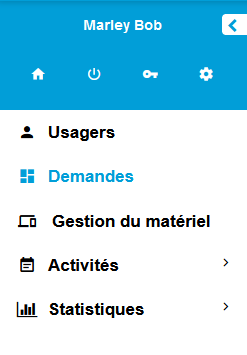 Marley Bob
Usagers
Demandes
Gestion du matériel
Activités
Statistiques